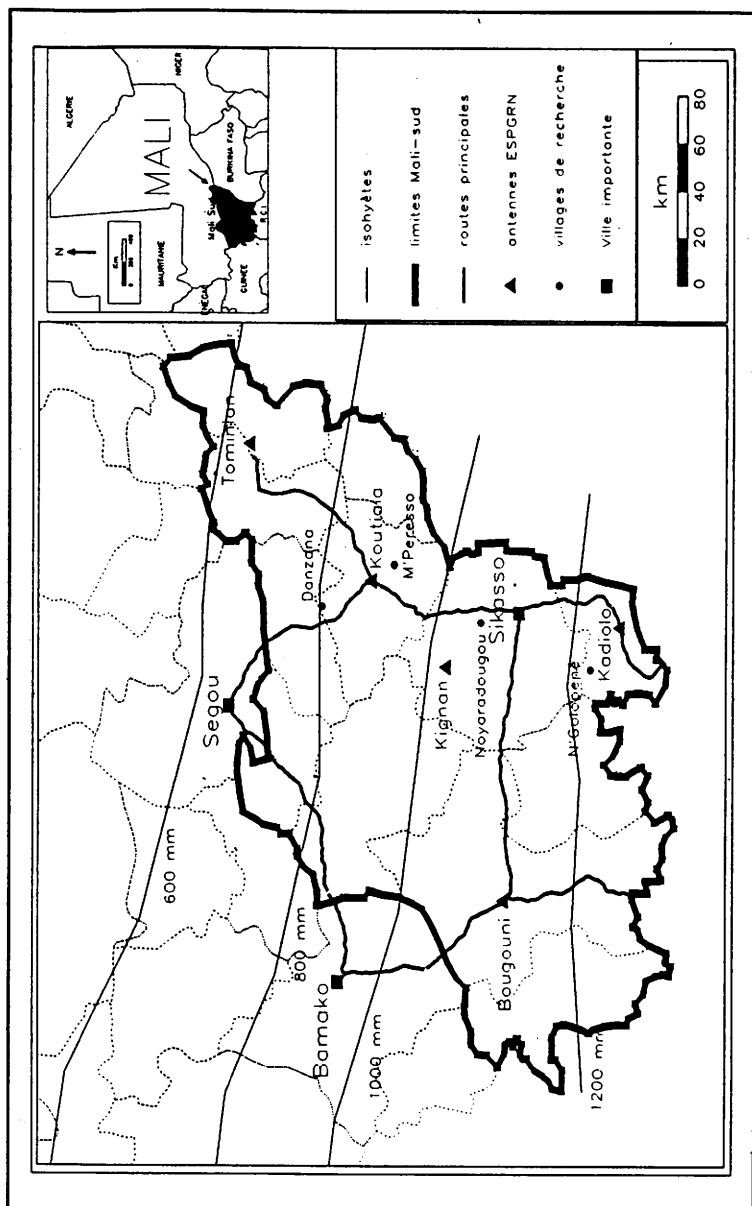 600 mm
800 mm
1000 mm
1200 mm
Segou
Tominian
Bamako
Danzana
Koutiala
M'Peresso
Kignan
Noyaradougou
Sikasso
Bougouni
Kadiolo
N
Km
ALGERIE
MAURITANIE
MALI
NIGER
Mali Sud
BURKINA FASO
GUINÉE
R.C.I.
isohyètes
limites Mali-sud
routes principales
antennes ESPGRN
villages de recherche
Ville importante
km
0 20 40 60 80